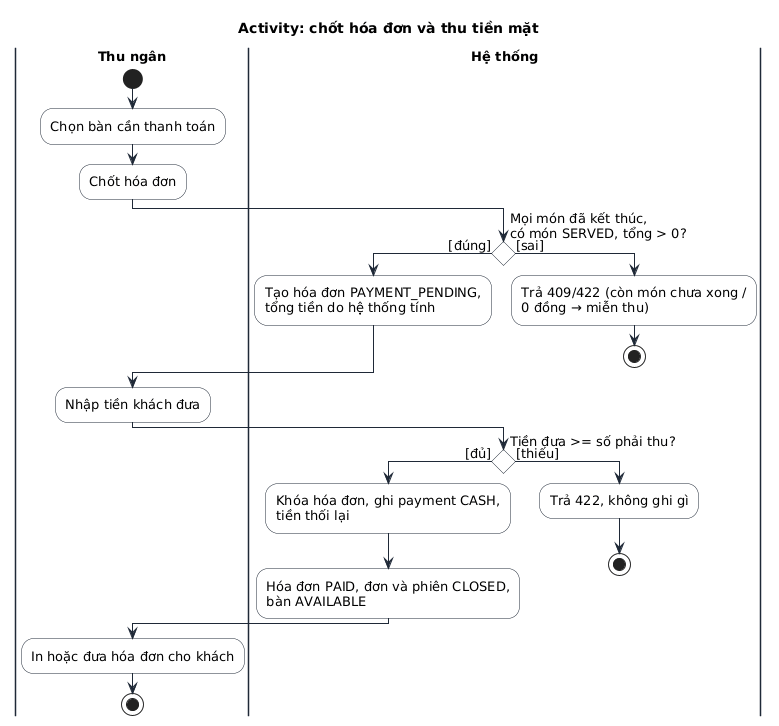 Activity: chốt hóa đơn và thu tiền mặt
Thu ngân
Hệ thống
Chọn bàn cần thanh toán
Chốt hóa đơn
Mọi món đã kết thúc,
có món SERVED, tổng > 0?
[đúng]
[sai]
Tạo hóa đơn PAYMENT_PENDING,
tổng tiền do hệ thống tính
Trả 409/422 (còn món chưa xong /
0 đồng → miễn thu)
Nhập tiền khách đưa
Tiền đưa >= số phải thu?
[đủ]
[thiếu]
Khóa hóa đơn, ghi payment CASH,
tiền thối lại
Trả 422, không ghi gì
Hóa đơn PAID, đơn và phiên CLOSED,
bàn AVAILABLE
In hoặc đưa hóa đơn cho khách